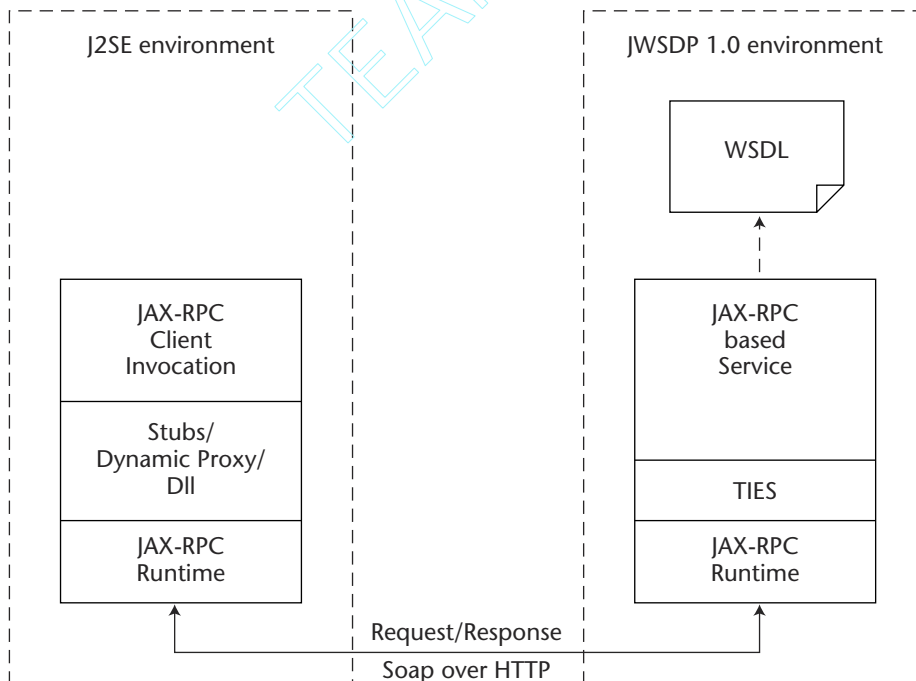 J2SE environment
JWSDP 1.0 environment
WSDL
JAX-RPC
Client
Invocation
Stubs/
Dynamic Proxy/
Dll
JAX-RPC
Runtime
JAX-RPC
based
Service
TIES
JAX-RPC
Runtime
Request/Response
Soap over HTTP